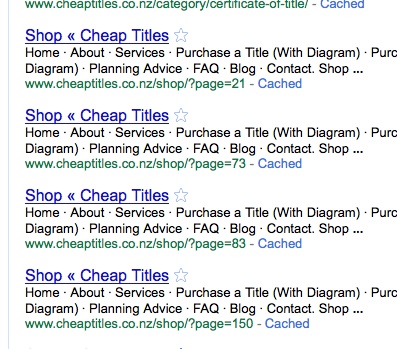 www.cheaptitles.co.nz/category/certificate-of-title/ - Cached
Shop « Cheap Titles
Home · About · Services · Purchase a Title (With Diagram) · Purc
Diagram) · Planning Advice · FAQ · Blog · Contact. Shop ...
www.cheaptitles.co.nz/shop/?page=21 - Cached
Shop « Cheap Titles
Home · About · Services · Purchase a Title (With Diagram) · Purc
Diagram) · Planning Advice · FAQ · Blog · Contact. Shop ...
www.cheaptitles.co.nz/shop/?page=73 - Cached
Shop « Cheap Titles
Home · About · Services · Purchase a Title (With Diagram) · Purc
Diagram) · Planning Advice · FAQ · Blog · Contact. Shop ...
www.cheaptitles.co.nz/shop/?page=83 - Cached
Shop « Cheap Titles
Home · About · Services · Purchase a Title (With Diagram) · Purc
Diagram) · Planning Advice · FAQ · Blog · Contact. Shop ...
www.cheaptitles.co.nz/shop/?page=150 - Cached